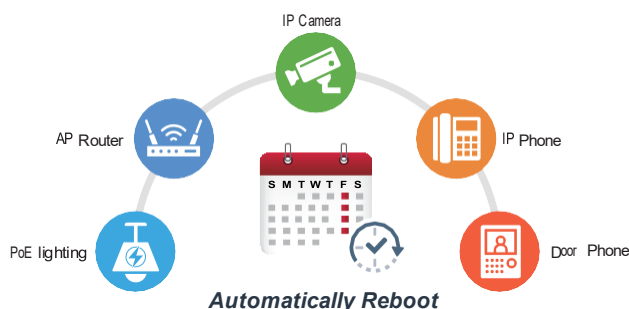 IP Camera
AP Router
IP Phone
S M T W T F S
PoE lighting
Door Phone
Automatically Reboot